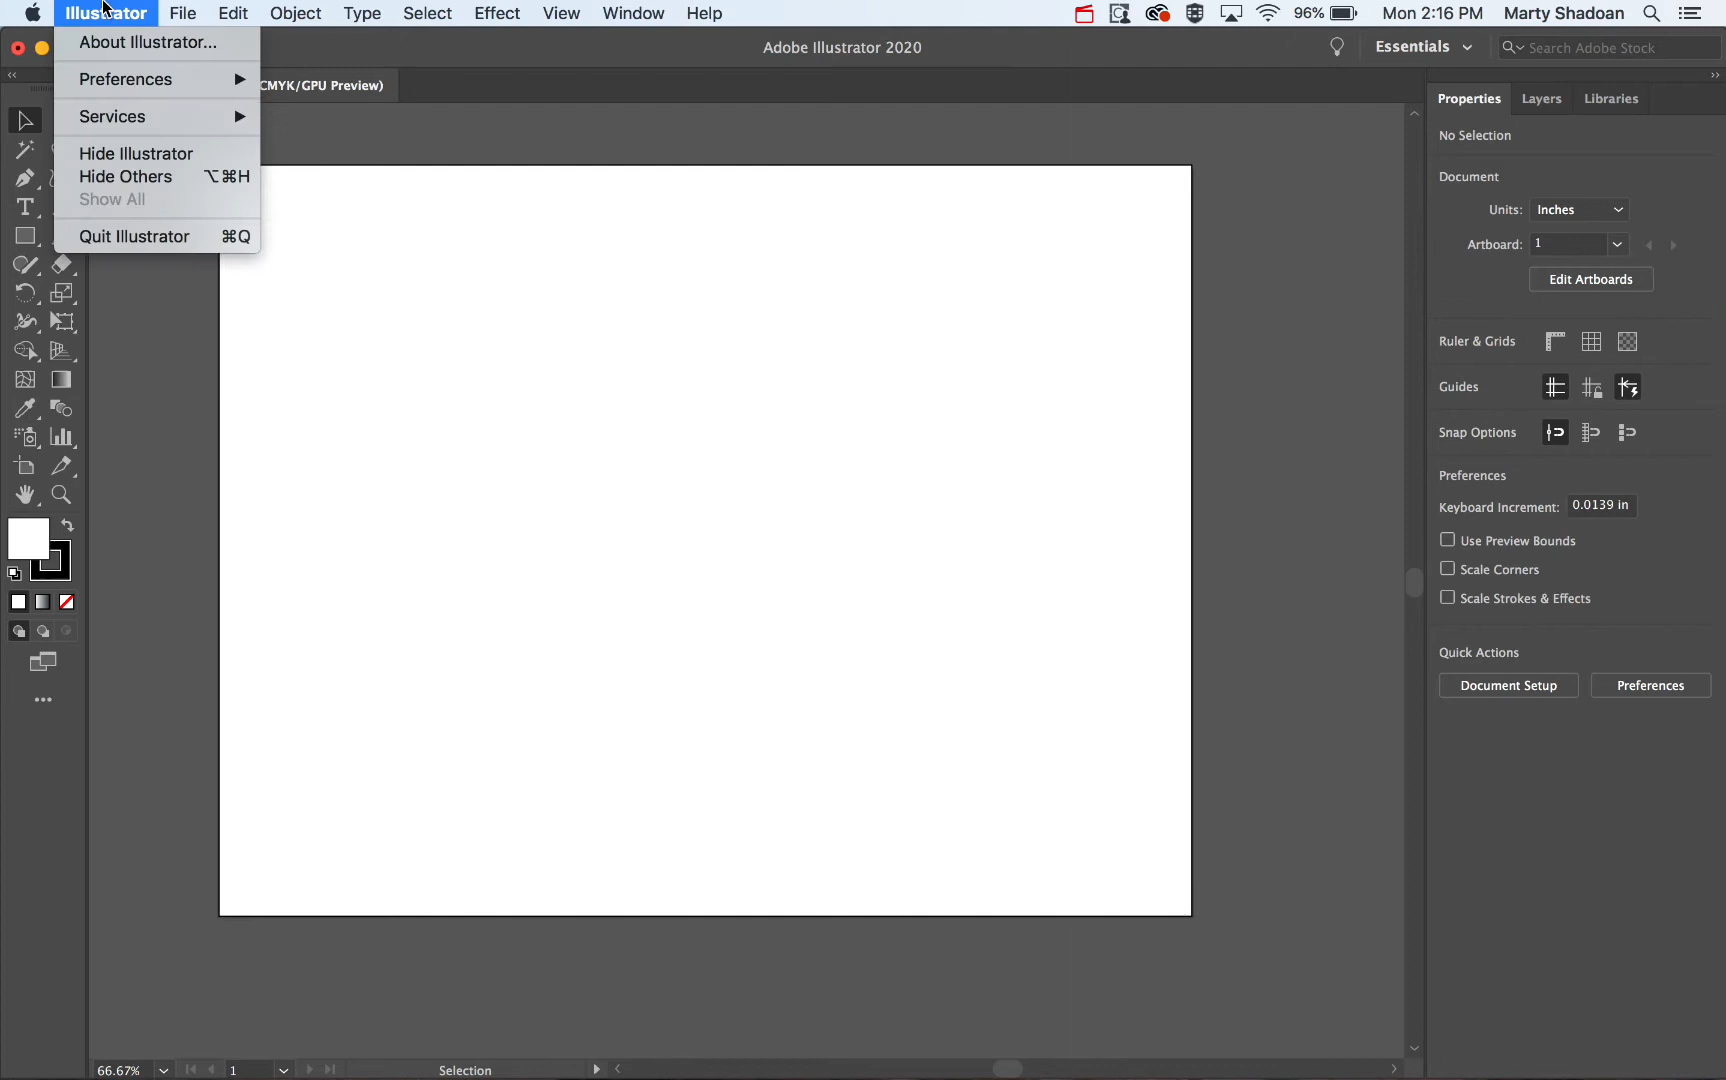 Illustrator File Edit Object Type Select Effect View Window Help 96% Mon 2:16 PM Marty Shadoan
About Illustrator...
Preferences
Services
Hide Illustrator
Hide Others ⌥⌘H
Show All
Quit Illustrator ⌘Q
Adobe Illustrator 2020
Essentials
Search Adobe Stock
CMYK/GPU Preview)
Properties Layers Libraries
No Selection
Document
Units: Inches
Artboard: 1
Edit Artboards
Ruler & Grids
Guides
Snap Options
Preferences
Keyboard Increment: 0.0139 in
Use Preview Bounds
Scale Corners
Scale Strokes & Effects
Quick Actions
Document Setup Preferences
66.67% 1 Selection